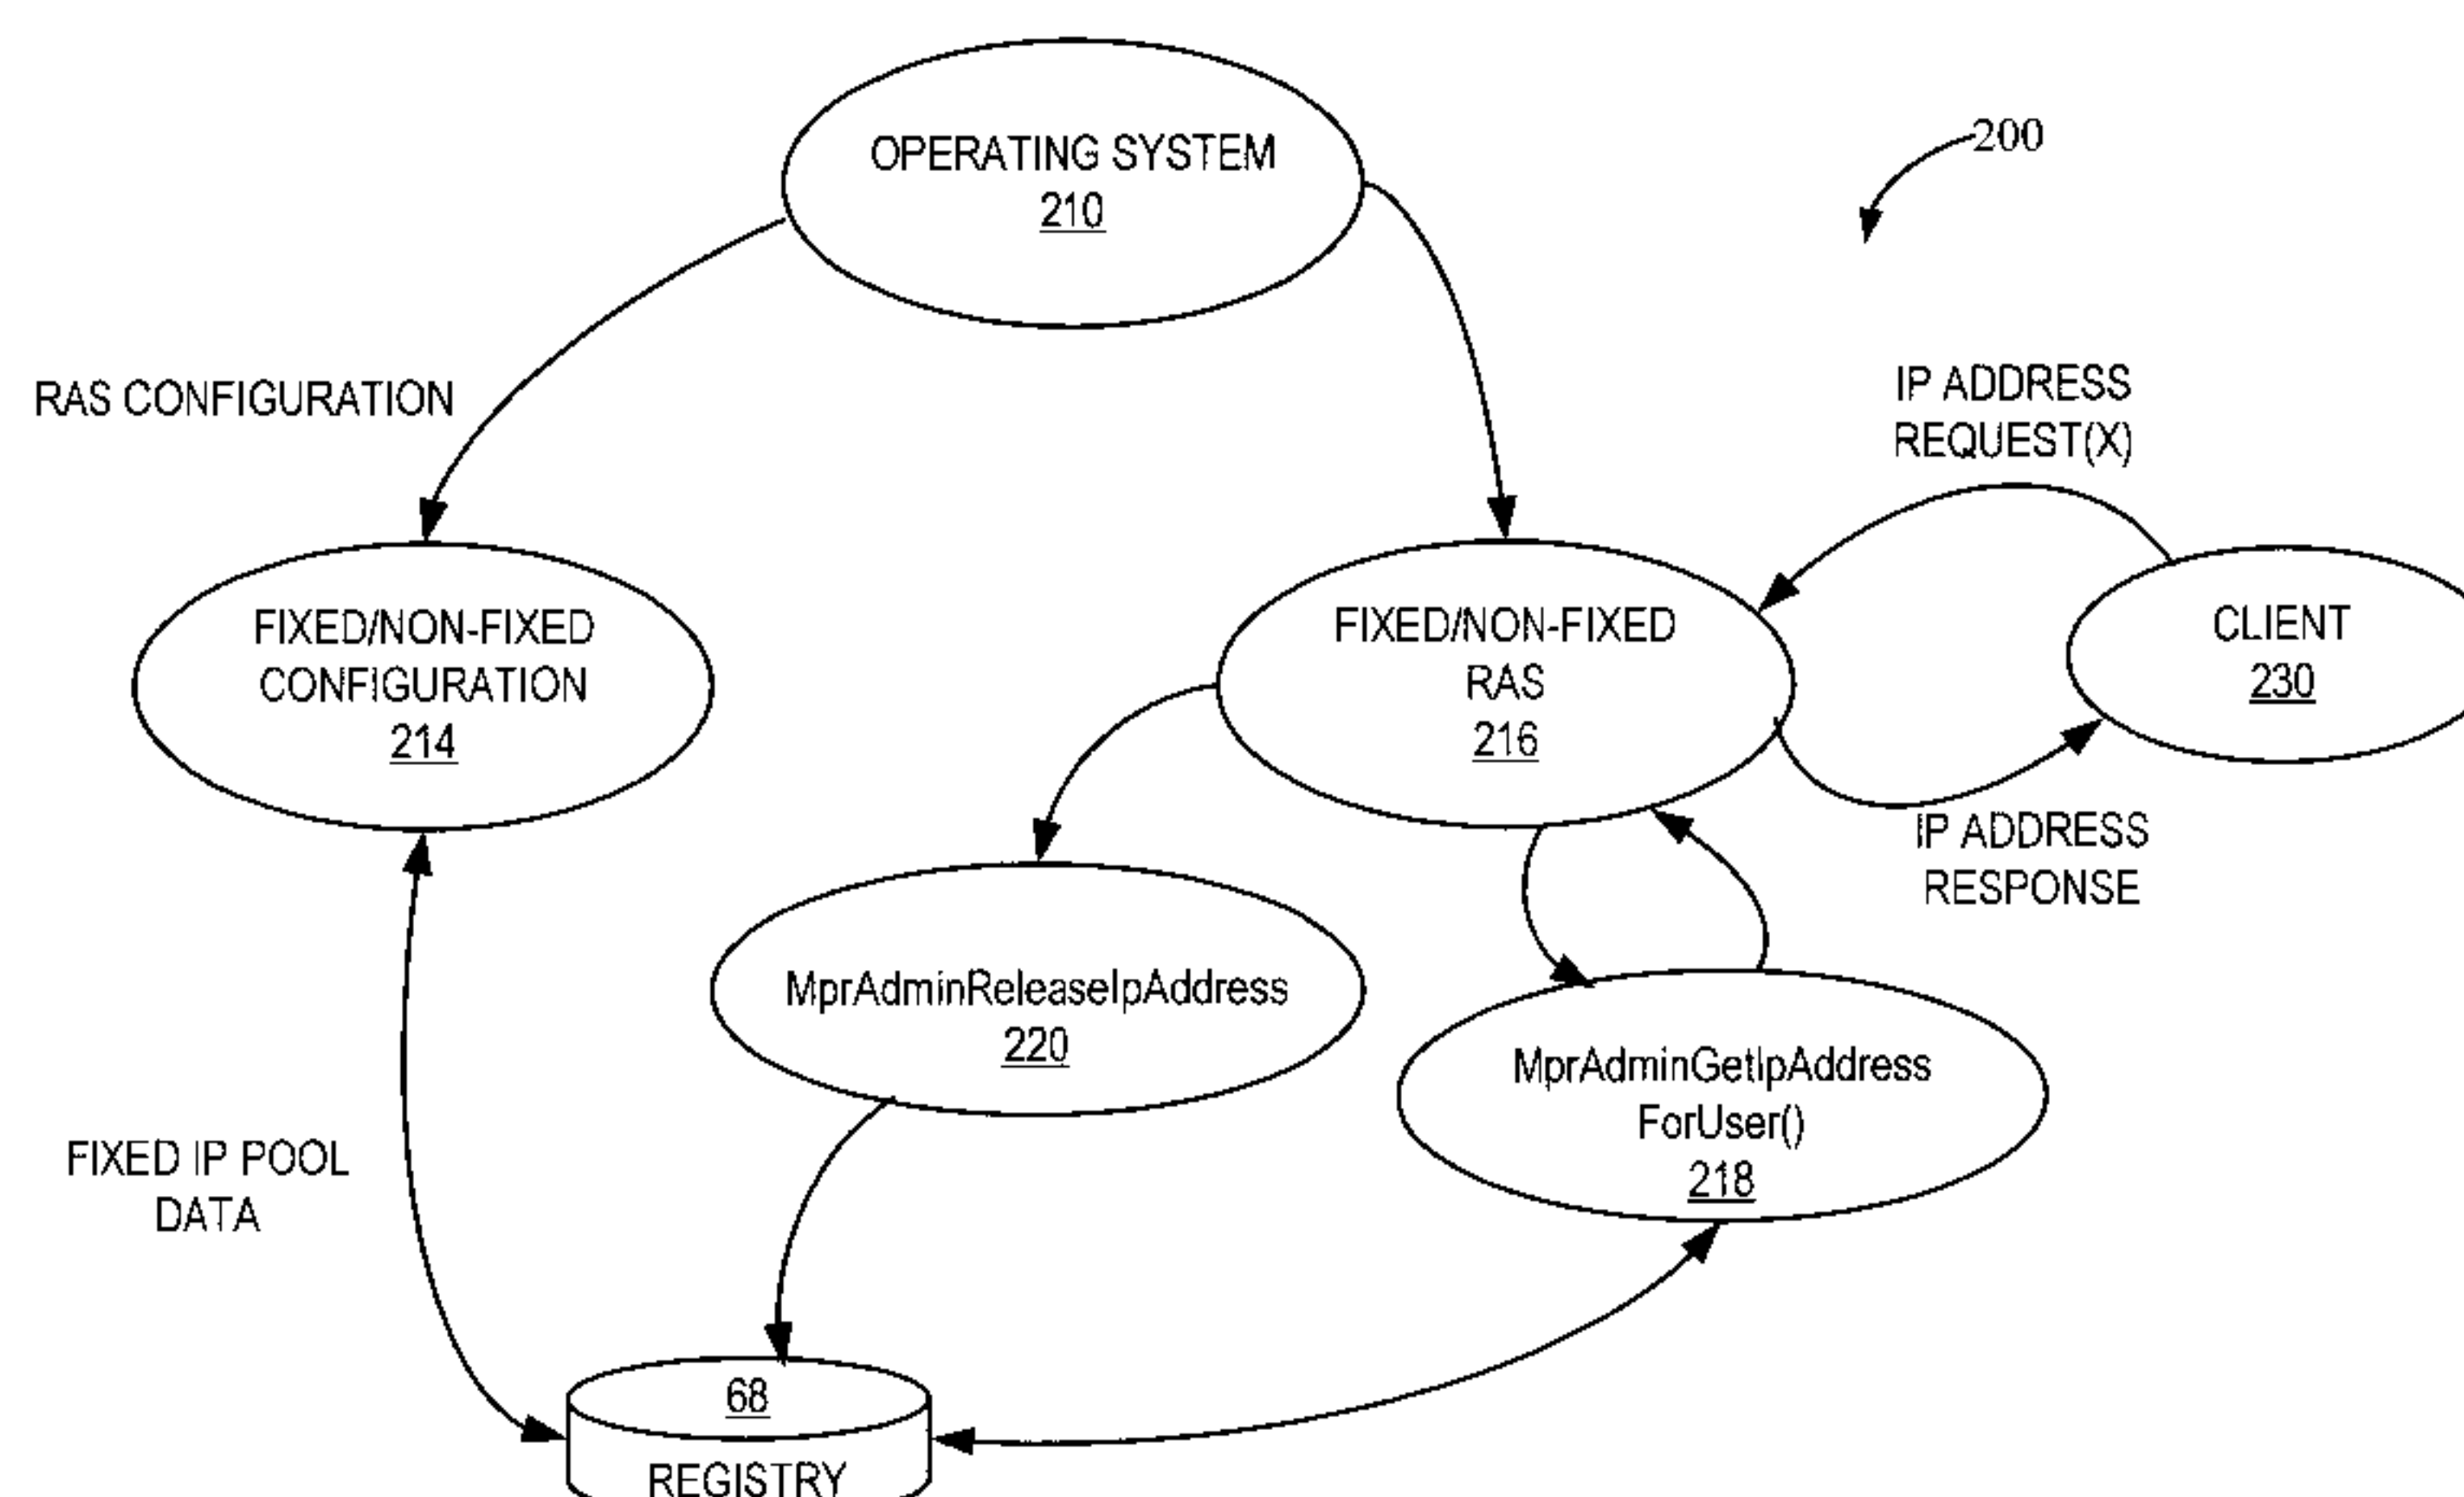 OPERATING SYSTEM
210
200
RAS CONFIGURATION
IP ADDRESS
REQUEST(X)
FIXED/NON-FIXED
CONFIGURATION
214
FIXED/NON-FIXED
RAS
216
CLIENT
230
IP ADDRESS
RESPONSE
MprAdminReleaseIpAddress
220
MprAdminGetIpAddress
ForUser()
218
FIXED IP POOL
DATA
68
REGISTRY